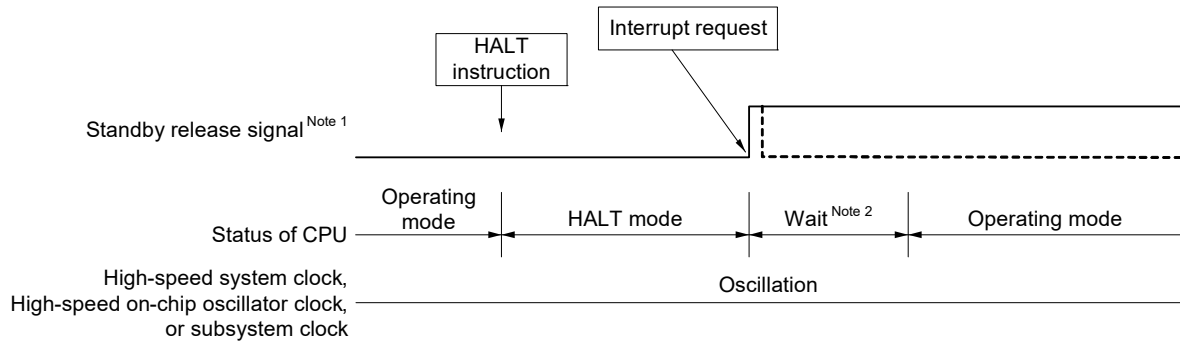 HALT
instruction
Interrupt request
Standby release signal Note 1
Operating
mode
HALT mode
Wait Note 2
Operating mode
Status of CPU
High-speed system clock,
High-speed on-chip oscillator clock,
or subsystem clock
Oscillation